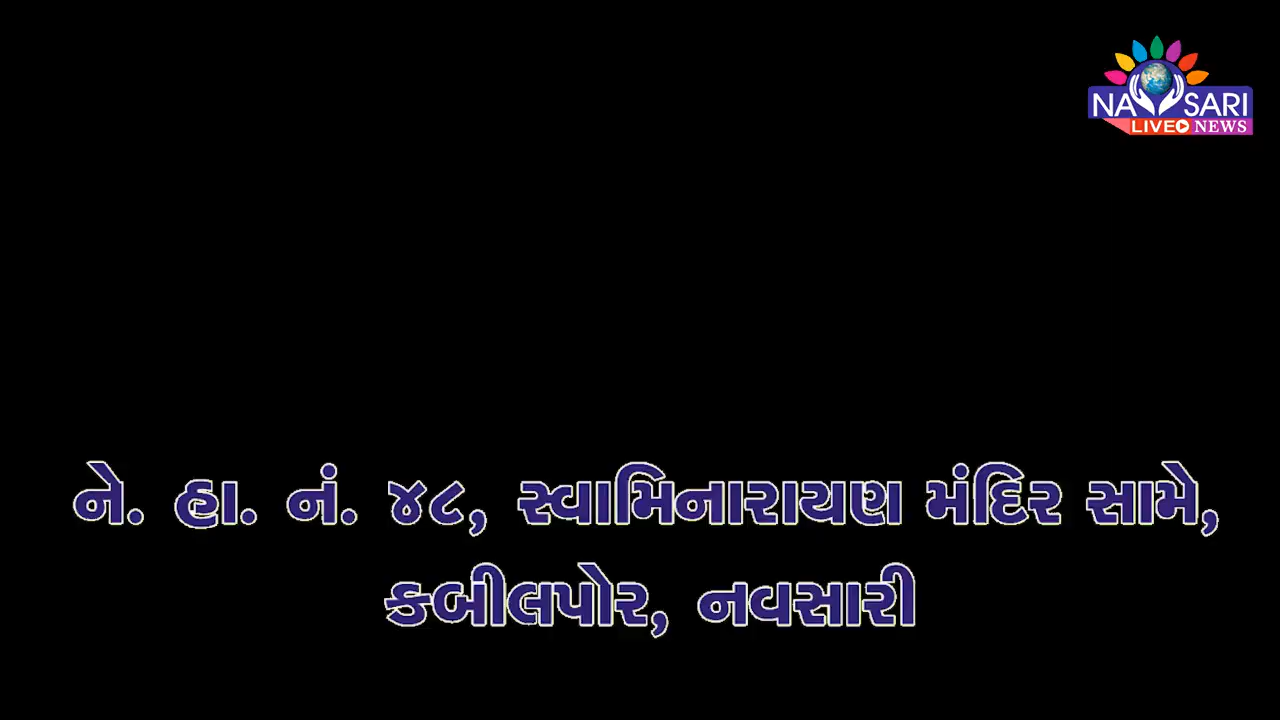 NAVSARI
LIVE NEWS
ને. હા. નં. ૪૮, સ્વામિનારાયણ મંદિર સામે,
કબીલપોર, નવસારી